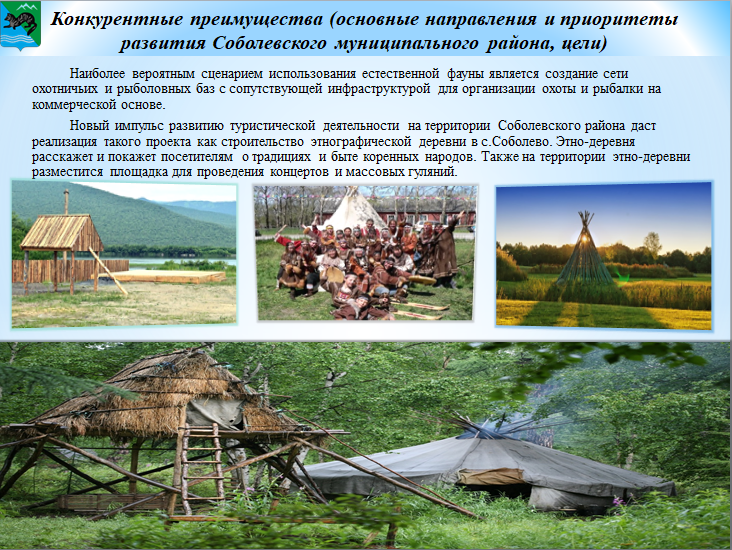 Конкурентные преимущества (основные направления и приоритеты
развития Соболевского муниципального района, цели)
Наиболее вероятным сценарием использования естественной фауны является создание сети
охотничьих и рыболовных баз с сопутствующей инфраструктурой для организации охоты и рыбалки на
коммерческой основе.
Новый импульс развитию туристической деятельности на территории Соболевского района даст
реализация такого проекта как строительство этнографической деревни в с.Соболево. Этно-деревня
расскажет и покажет посетителям о традициях и быте коренных народов. Также на территории этно-деревни
разместится площадка для проведения концертов и массовых гуляний.